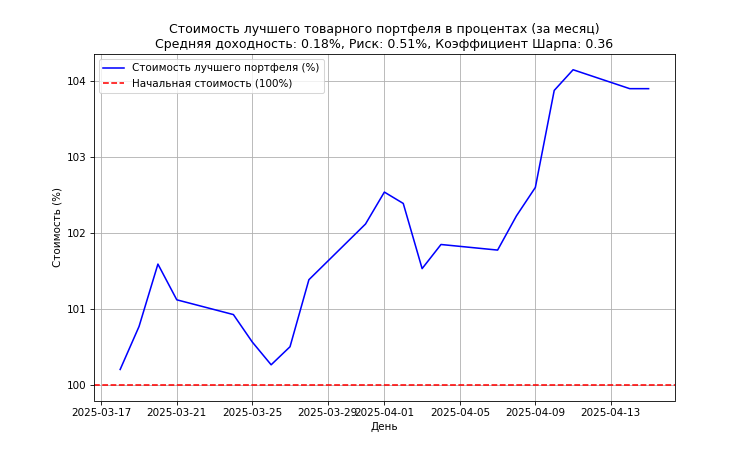 Стоимость лучшего товарного портфеля в процентах (за месяц)
Средняя доходность: 0.18%, Риск: 0.51%, Коэффициент Шарпа: 0.36
Стоимость лучшего портфеля (%)
Начальная стоимость (100%)
Стоимость (%)
104
103
102
101
100
2025-03-17 2025-03-21 2025-03-25 2025-03-29 2025-04-01 2025-04-05 2025-04-09 2025-04-13
День